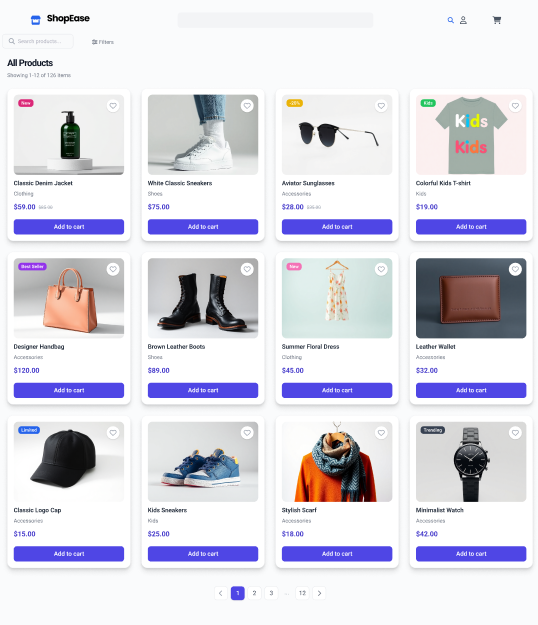 ShopEase
Search products...
Filters
All Products
Showing 1-12 of 126 items
New
-20%
Kids
Kids
Kids
Classic Denim Jacket
White Classic Sneakers
Aviator Sunglasses
Colorful Kids T-shirt
Clothing
Shoes
Accessories
Kids
$59.00
$75.00
$28.00
$19.00
Add to cart
Add to cart
Add to cart
Add to cart
Best Seller
New
Designer Handbag
Brown Leather Boots
Summer Floral Dress
Leather Wallet
Accessories
Shoes
Clothing
Accessories
$120.00
$89.00
$45.00
$32.00
Add to cart
Add to cart
Add to cart
Add to cart
Limited
Trending
Classic Logo Cap
Kids Sneakers
Stylish Scarf
Minimalist Watch
Accessories
Kids
Accessories
Accessories
$15.00
$25.00
$18.00
$42.00
Add to cart
Add to cart
Add to cart
Add to cart
1 2 3 ... 13